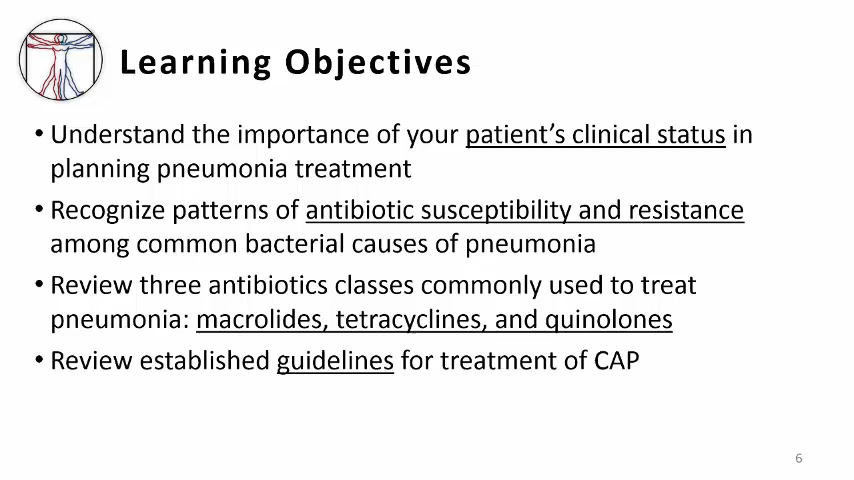 Learning Objectives
• Understand the importance of your patient’s clinical status in
planning pneumonia treatment
• Recognize patterns of antibiotic susceptibility and resistance
among common bacterial causes of pneumonia
• Review three antibiotics classes commonly used to treat
pneumonia: macrolides, tetracyclines, and quinolones
• Review established guidelines for treatment of CAP
6